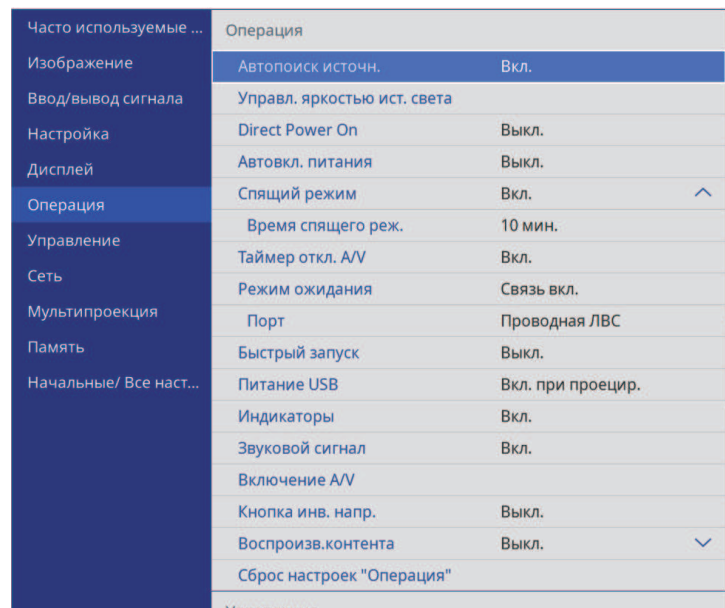 Часто используемые ...
Изображение
Ввод/вывод сигнала
Настройка
Дисплей
Операция
Управление
Сеть
Мультипроекция
Память
Начальные/ Все наст...
Операция
Автопоиск источн. Вкл.
Управл. яркостью ист. света
Direct Power On Выкл.
Автовкл. питания Выкл.
Спящий режим Вкл.
Время спящего реж. 10 мин.
Таймер откл. A/V Вкл.
Режим ожидания Связь вкл.
Порт Проводная ЛВС
Быстрый запуск Выкл.
Питание USB Вкл. при проецир.
Индикаторы Вкл.
Звуковой сигнал Вкл.
Включение A/V
Кнопка инв. напр. Выкл.
Воспроизв.контента Выкл.
Сброс настроек "Операция"